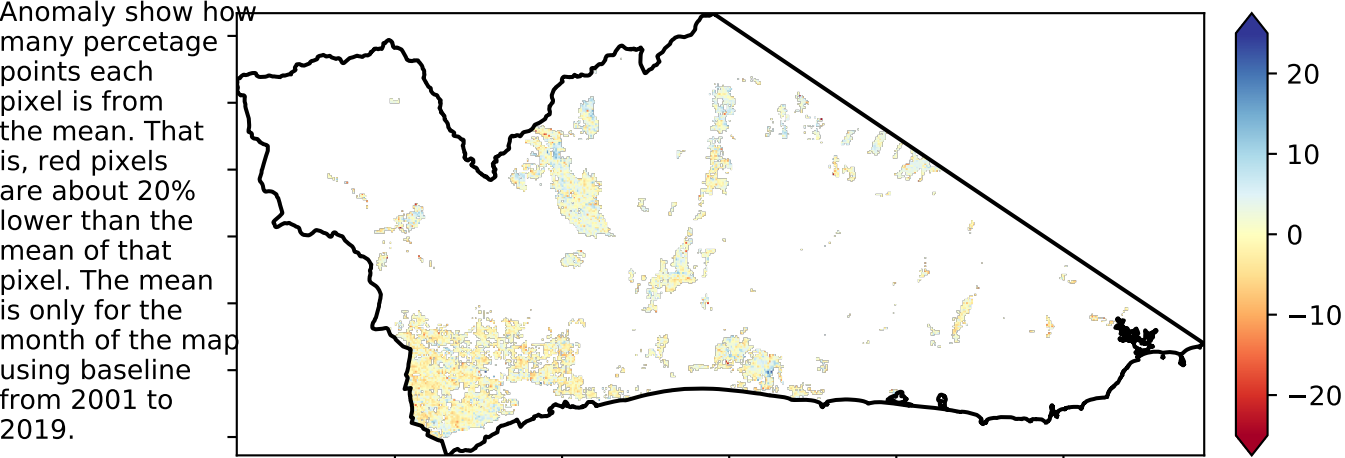 Anomaly show how
many percetage
points each
pixel is from
the mean. That
is, red pixels
are about 20%
lower than the
mean of that
pixel. The mean
is only for the
month of the map
using baseline
from 2001 to
2019.
20
10
0
−10
−20